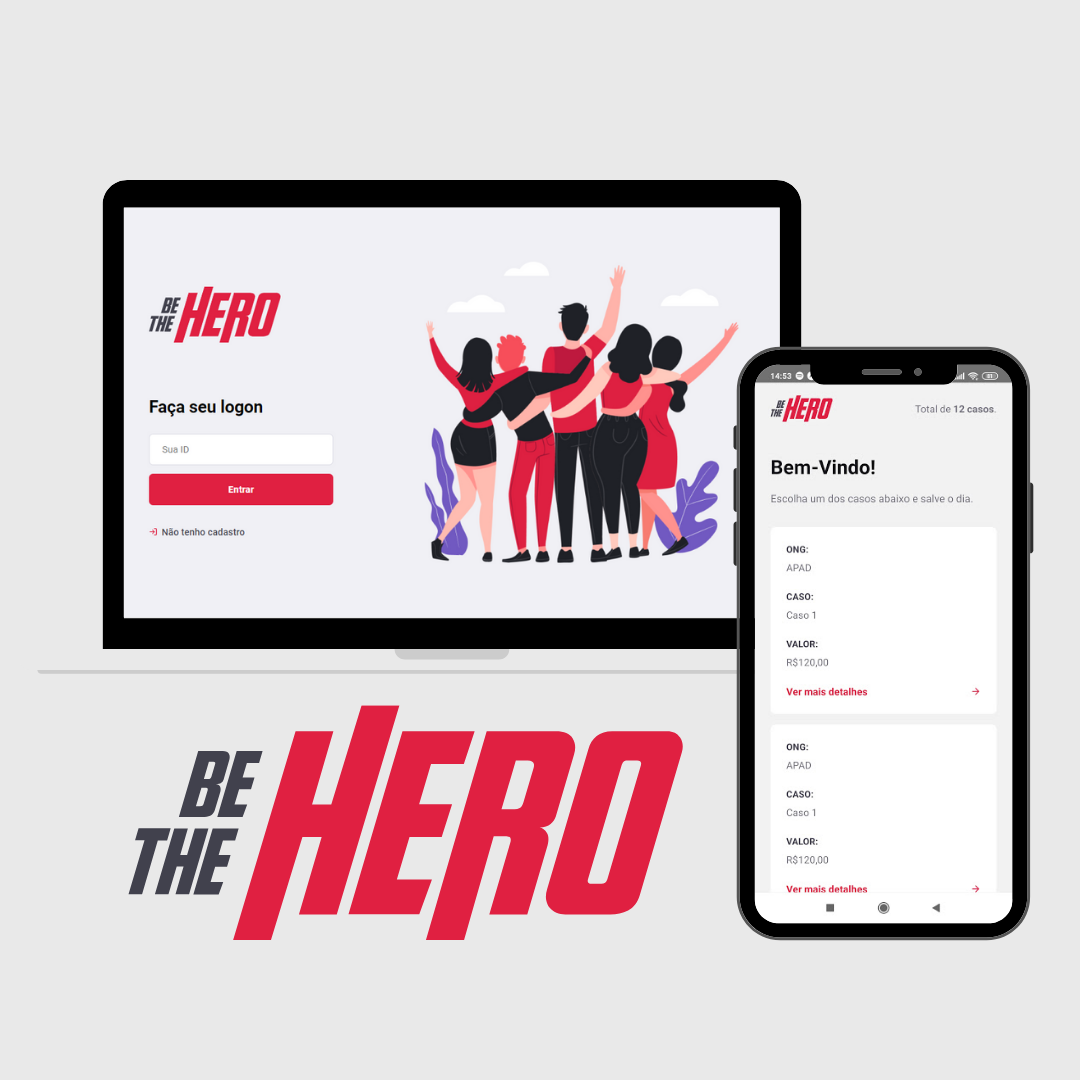 BE
THE HERO
Faça seu logon
Sua ID
Entrar
Não tenho cadastro
14:53
81
BE
THE HERO
Total de 12 casos.
Bem-Vindo!
Escolha um dos casos abaixo e salve o dia.
ONG:
APAD
CASO:
Caso 1
VALOR:
R$120,00
Ver mais detalhes
ONG:
APAD
CASO:
Caso 1
VALOR:
R$120,00
Ver mais detalhes
BE
THE HERO